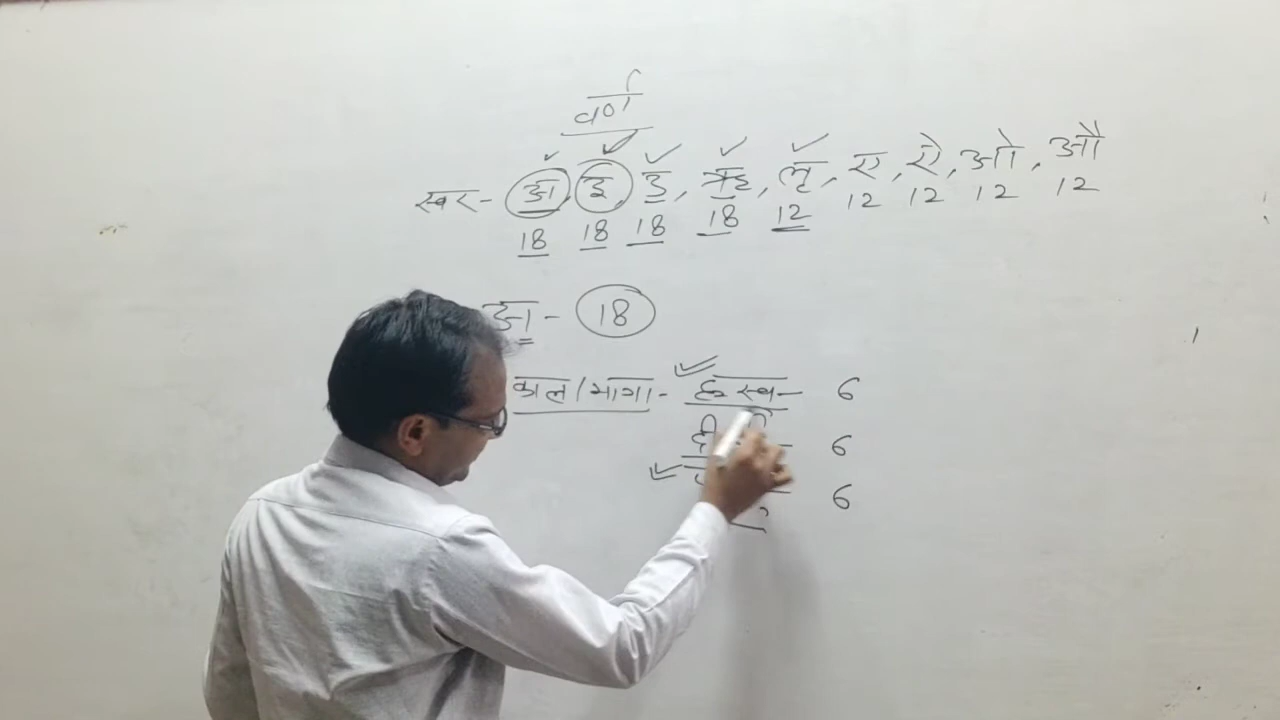 वर्ण
स्वर - अ, इ, उ, ऋ, लृ, ए, ऐ, ओ, औ
18 18 18 18 12 12 12 12 12
अ - 18
काल / मात्रा - ह्रस्व - 6
6
6